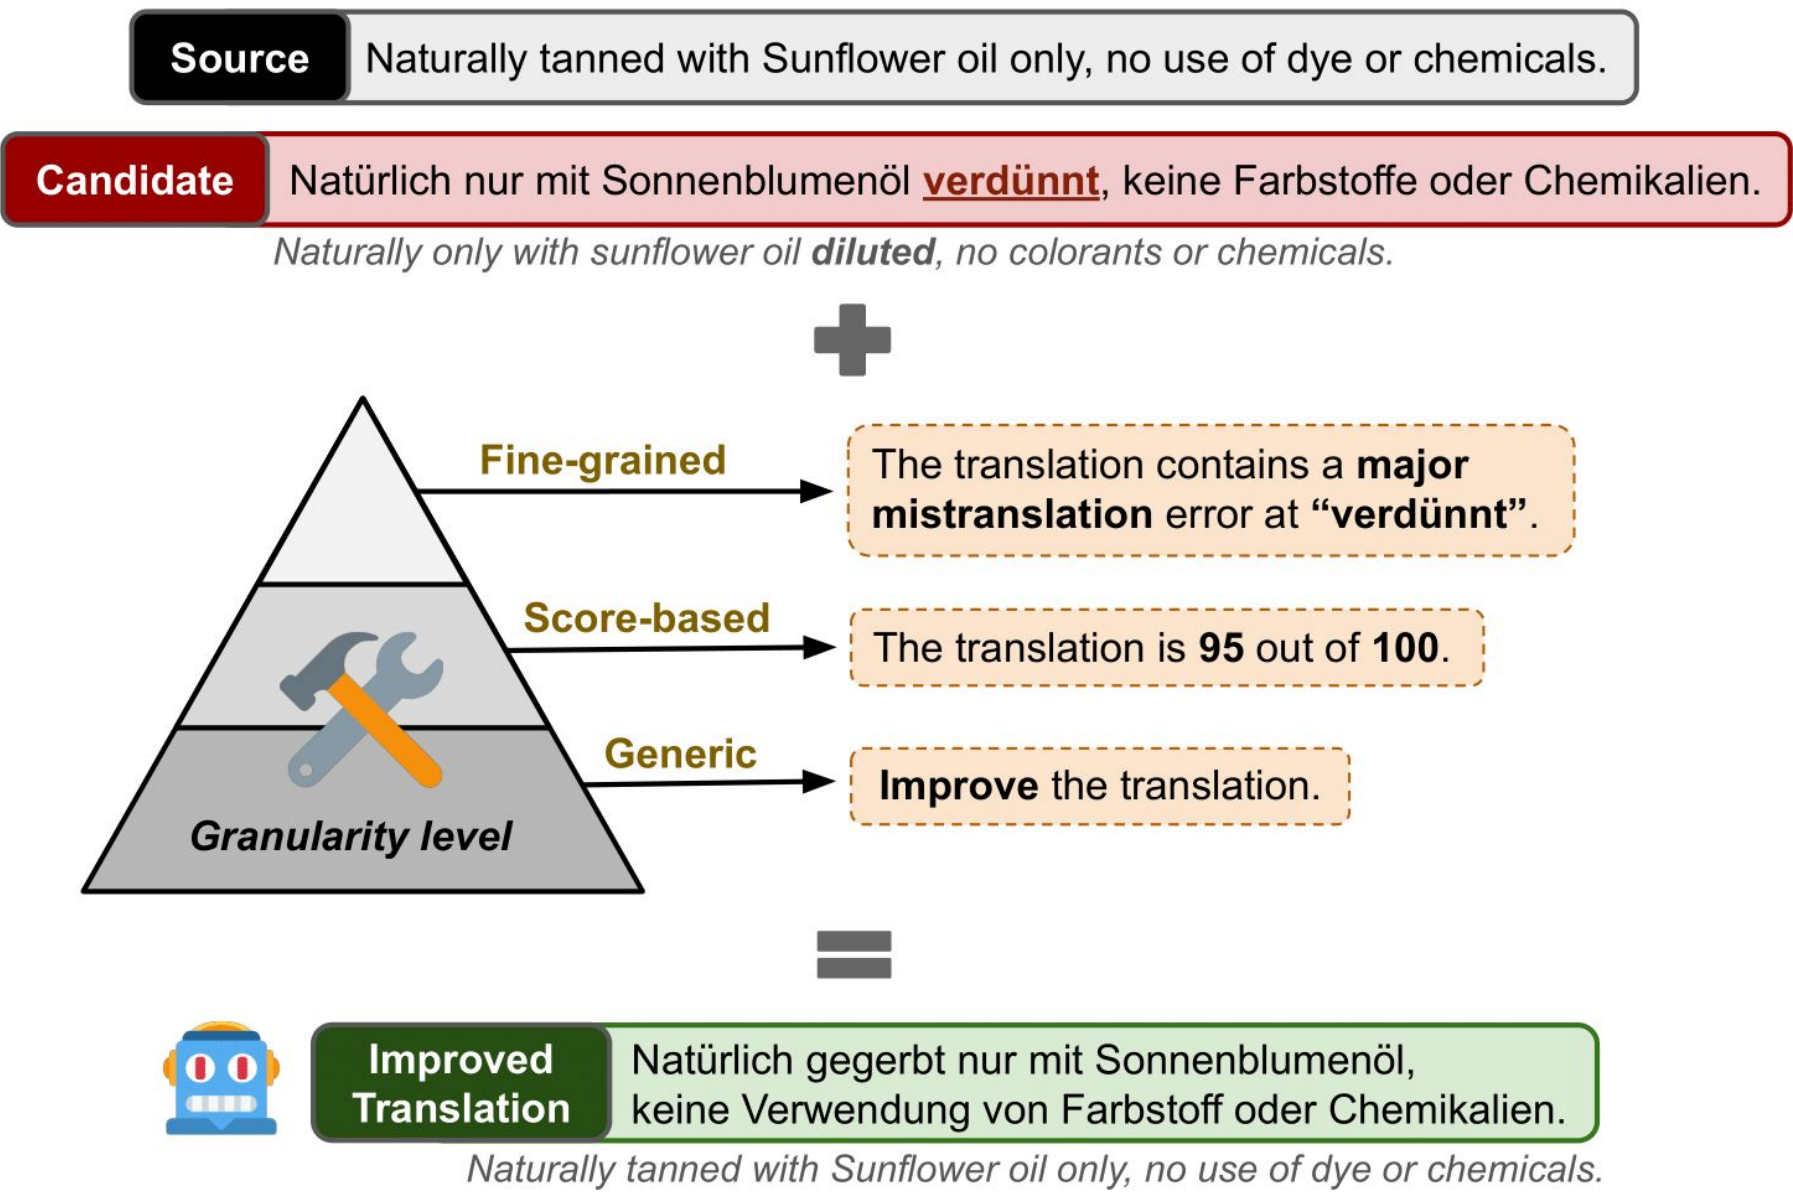 Source
Naturally tanned with Sunflower oil only, no use of dye or chemicals.
Candidate
Natürlich nur mit Sonnenblumenöl verdünnt, keine Farbstoffe oder Chemikalien.
Naturally only with sunflower oil diluted, no colorants or chemicals.
Fine-grained
The translation contains a major
mistranslation error at “verdünnt”.
Score-based
The translation is 95 out of 100.
Generic
Improve the translation.
Granularity level
Improved
Translation
Natürlich gegerbt nur mit Sonnenblumenöl,
keine Verwendung von Farbstoff oder Chemikalien.
Naturally tanned with Sunflower oil only, no use of dye or chemicals.